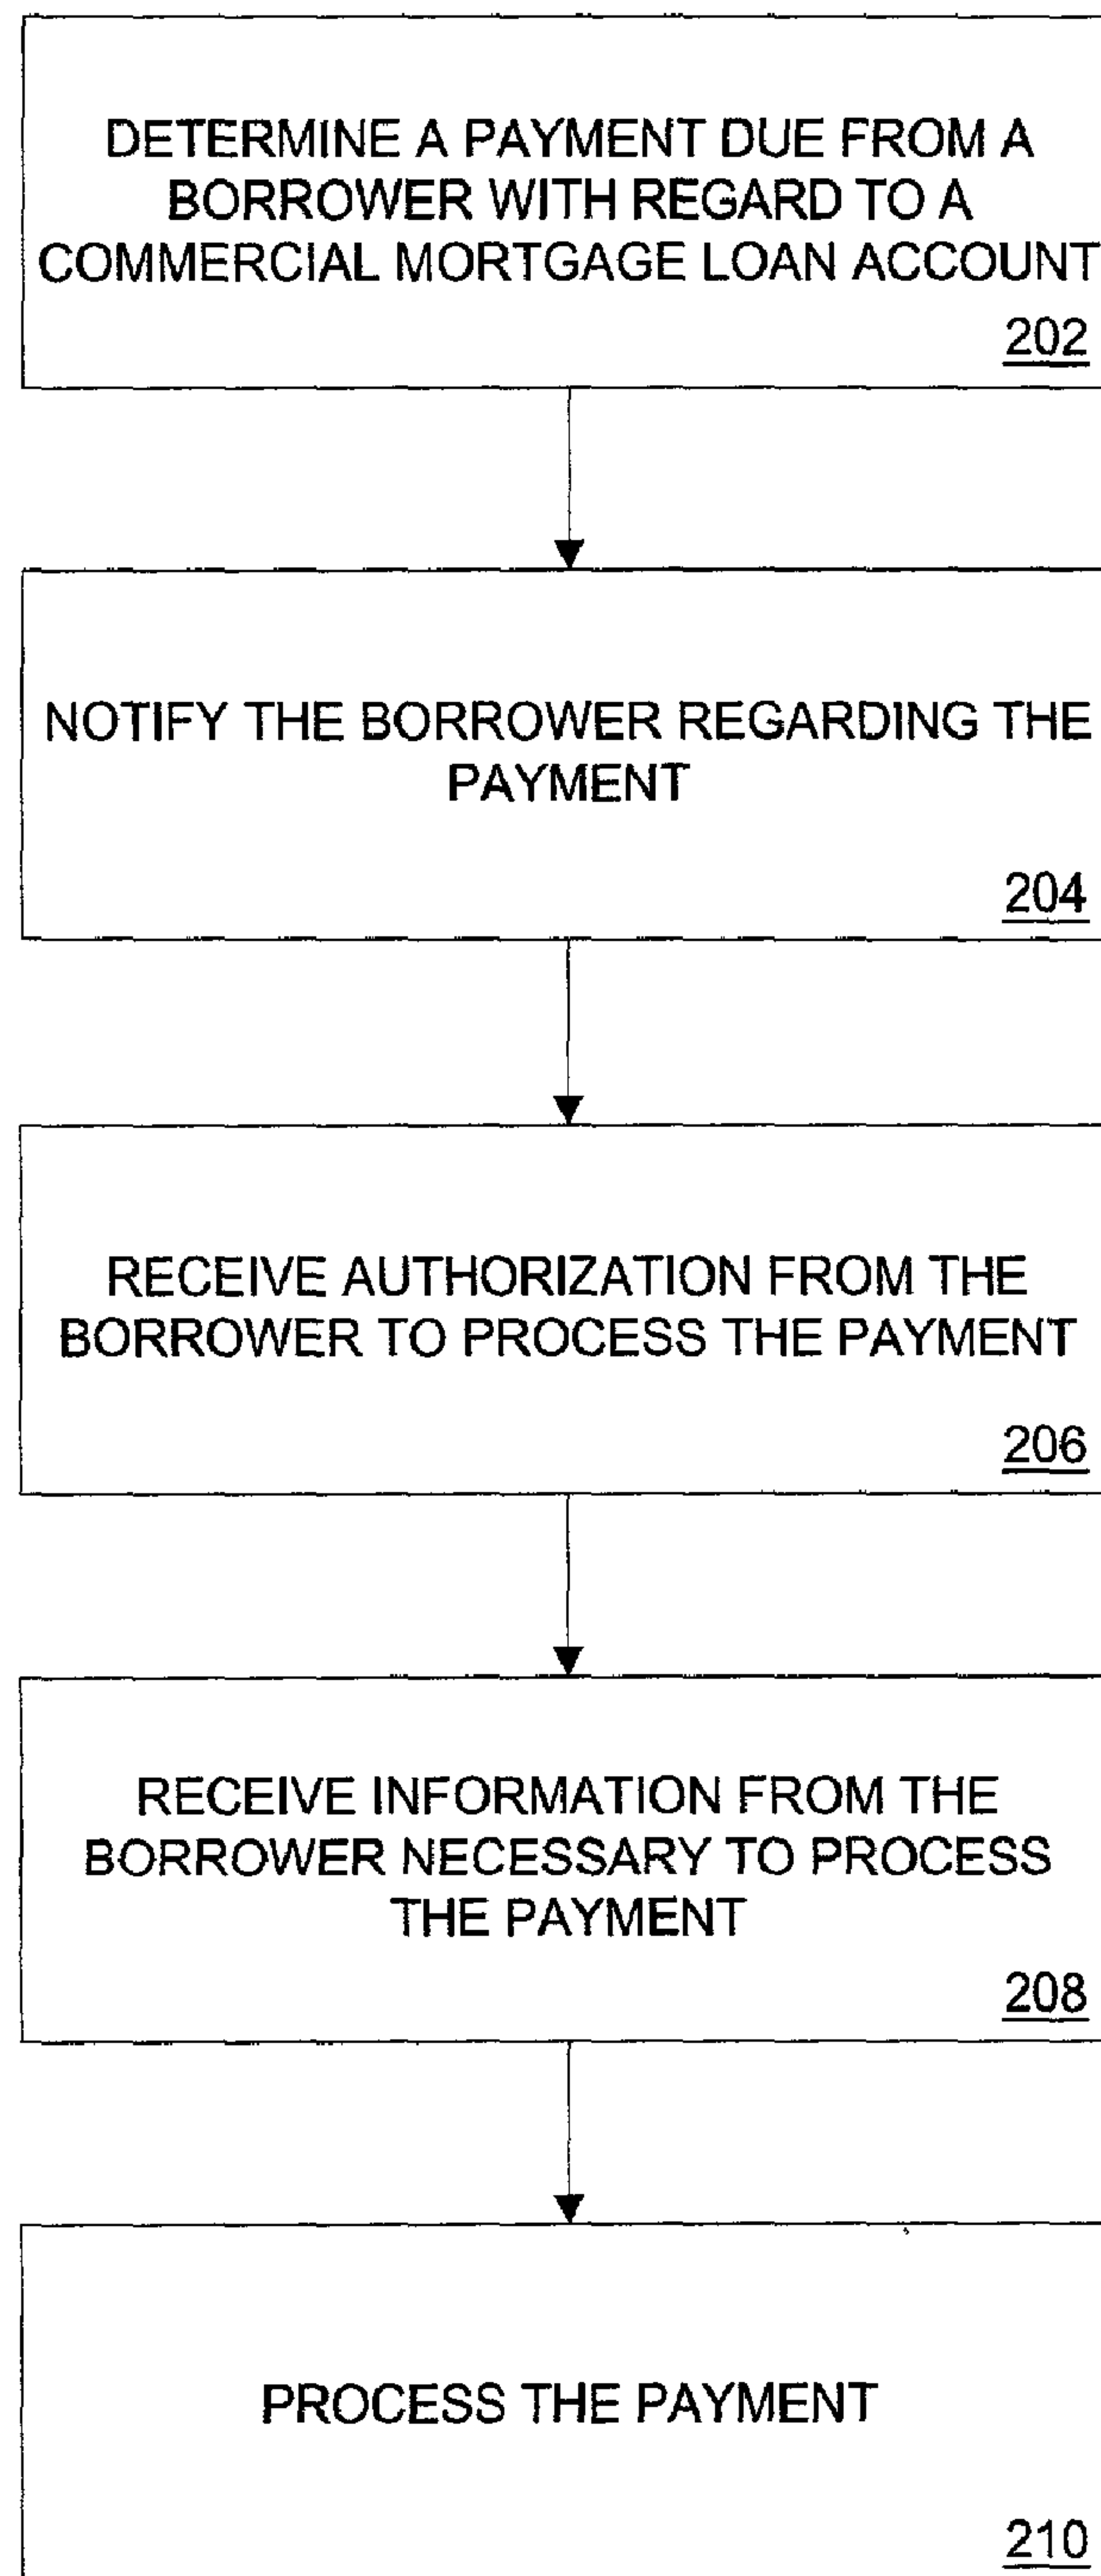 DETERMINE A PAYMENT DUE FROM A
BORROWER WITH REGARD TO A
COMMERCIAL MORTGAGE LOAN ACCOUNT
202
NOTIFY THE BORROWER REGARDING THE
PAYMENT
204
RECEIVE AUTHORIZATION FROM THE
BORROWER TO PROCESS THE PAYMENT
206
RECEIVE INFORMATION FROM THE
BORROWER NECESSARY TO PROCESS
THE PAYMENT
208
PROCESS THE PAYMENT
210